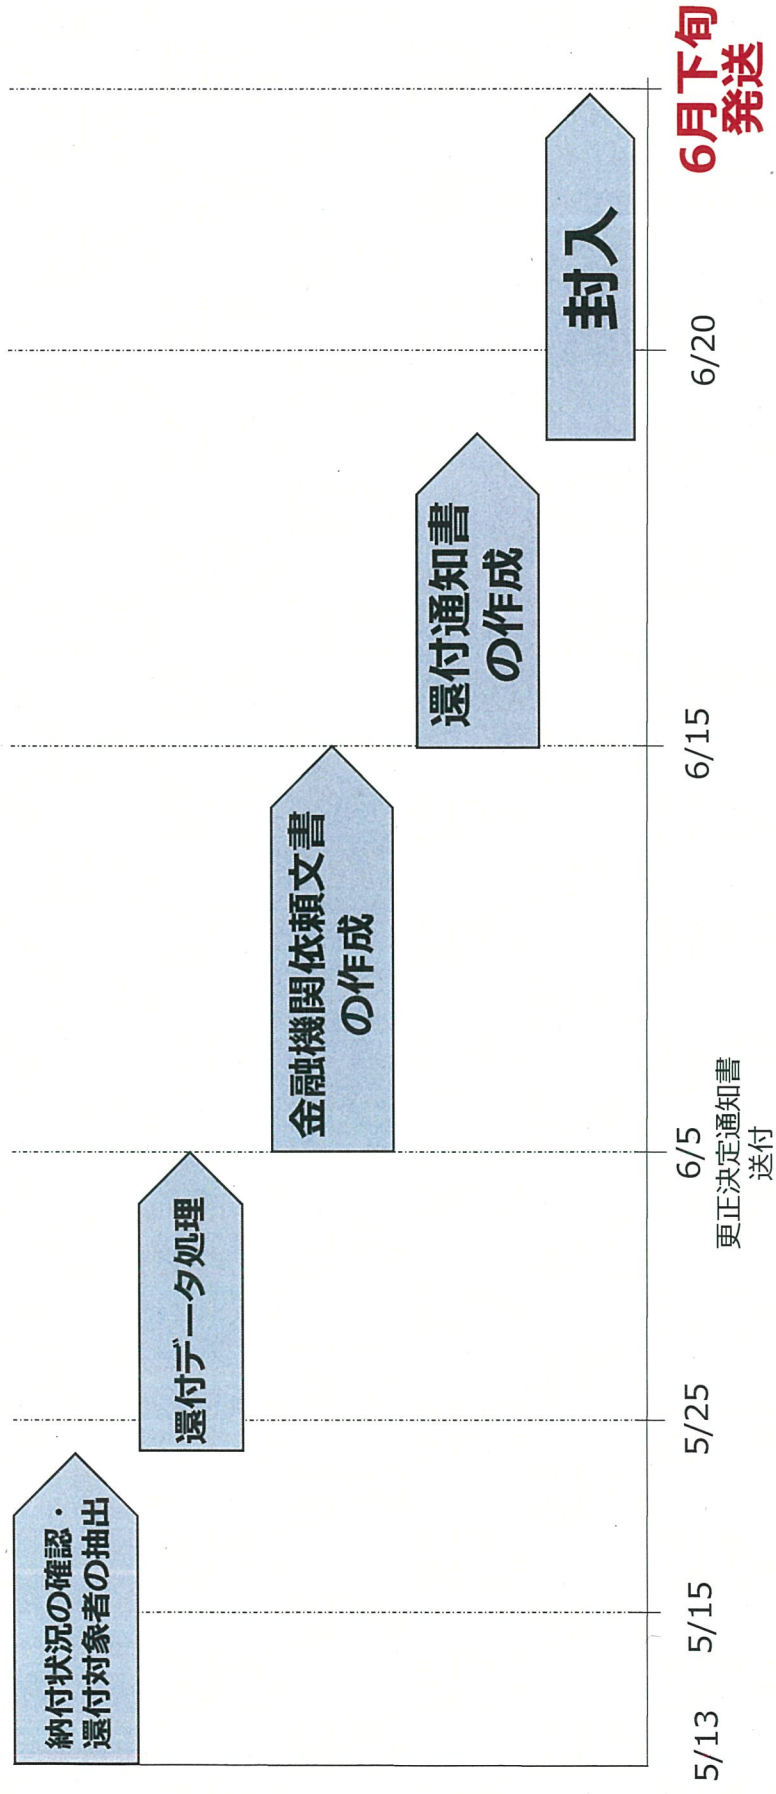 納付状況の確認・
還付対象者の抽出
還付データ処理
金融機関依頼文書
の作成
還付通知書
の作成
封入
5/13
5/15
5/25
6/5
更正決定通知書
送付
6/15
6/20
6月下旬
発送